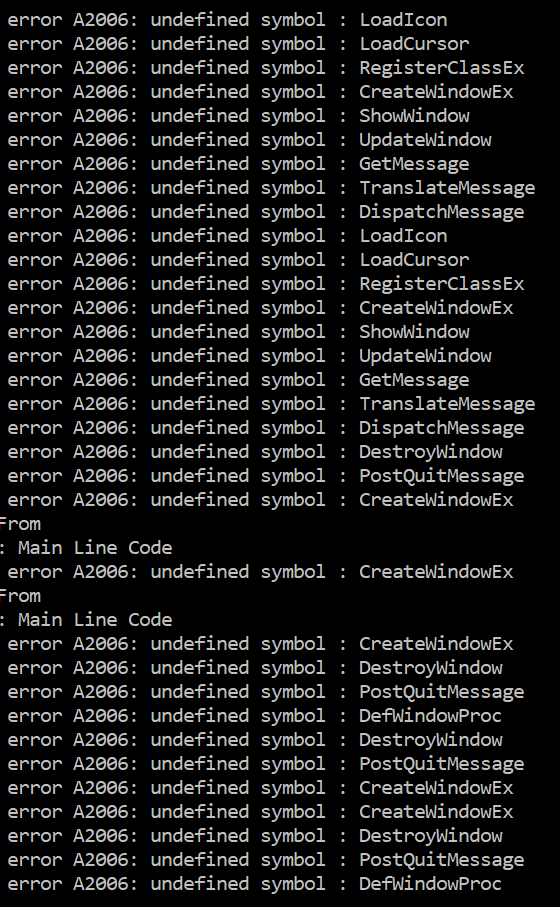 error A2006: undefined symbol : LoadIcon
error A2006: undefined symbol : LoadCursor
error A2006: undefined symbol : RegisterClassEx
error A2006: undefined symbol : CreateWindowEx
error A2006: undefined symbol : ShowWindow
error A2006: undefined symbol : UpdateWindow
error A2006: undefined symbol : GetMessage
error A2006: undefined symbol : TranslateMessage
error A2006: undefined symbol : DispatchMessage
error A2006: undefined symbol : LoadIcon
error A2006: undefined symbol : LoadCursor
error A2006: undefined symbol : RegisterClassEx
error A2006: undefined symbol : CreateWindowEx
error A2006: undefined symbol : ShowWindow
error A2006: undefined symbol : UpdateWindow
error A2006: undefined symbol : GetMessage
error A2006: undefined symbol : TranslateMessage
error A2006: undefined symbol : DispatchMessage
error A2006: undefined symbol : DestroyWindow
error A2006: undefined symbol : PostQuitMessage
error A2006: undefined symbol : CreateWindowEx
From
: Main Line Code
error A2006: undefined symbol : CreateWindowEx
From
: Main Line Code
error A2006: undefined symbol : CreateWindowEx
error A2006: undefined symbol : DestroyWindow
error A2006: undefined symbol : PostQuitMessage
error A2006: undefined symbol : DefWindowProc
error A2006: undefined symbol : DestroyWindow
error A2006: undefined symbol : PostQuitMessage
error A2006: undefined symbol : CreateWindowEx
error A2006: undefined symbol : CreateWindowEx
error A2006: undefined symbol : DestroyWindow
error A2006: undefined symbol : PostQuitMessage
error A2006: undefined symbol : DefWindowProc